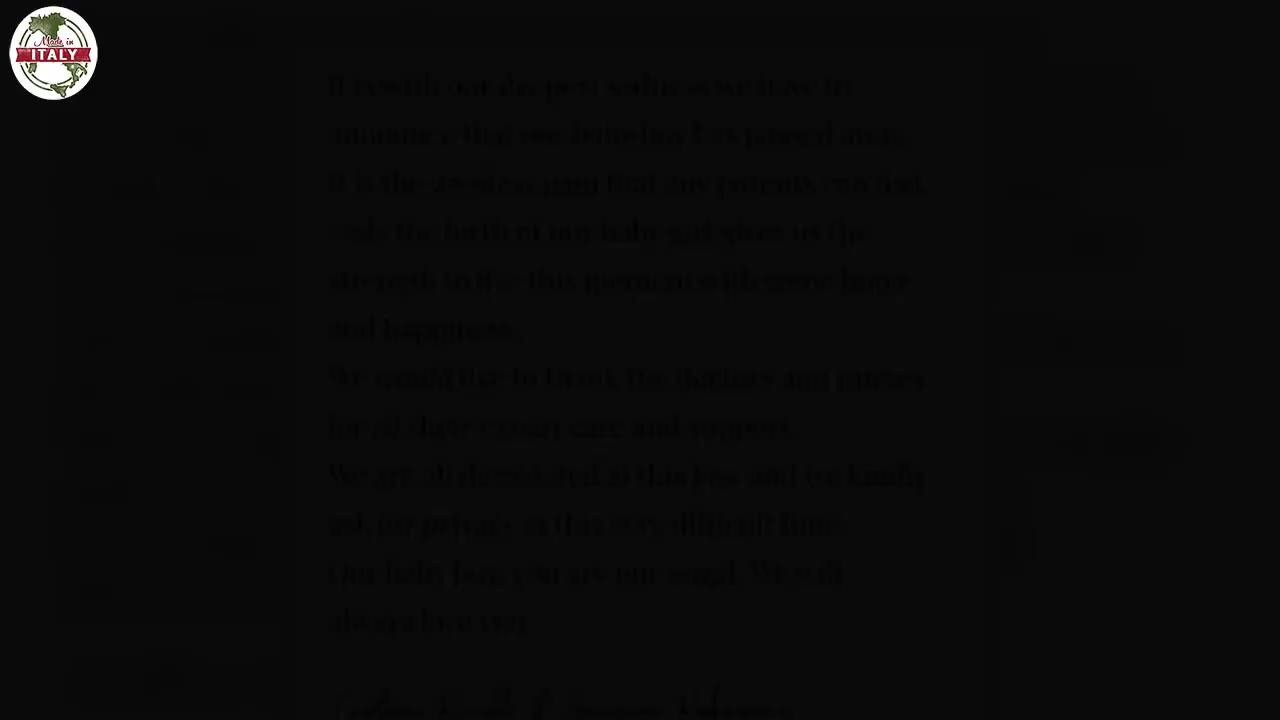 Made in
ITALY
It is with our deepest sadness we have to
announce that our baby boy has passed away.
It is the greatest pain that any parents can feel.
Only the birth of our baby girl gives us the
strength to live this moment with some hope
and happiness.
We would like to thank the doctors and nurses
for all their expert care and support.
We are all devastated at this loss and we kindly
ask for privacy at this very difficult time.
Our baby boy, you are our angel. We will
always love you.